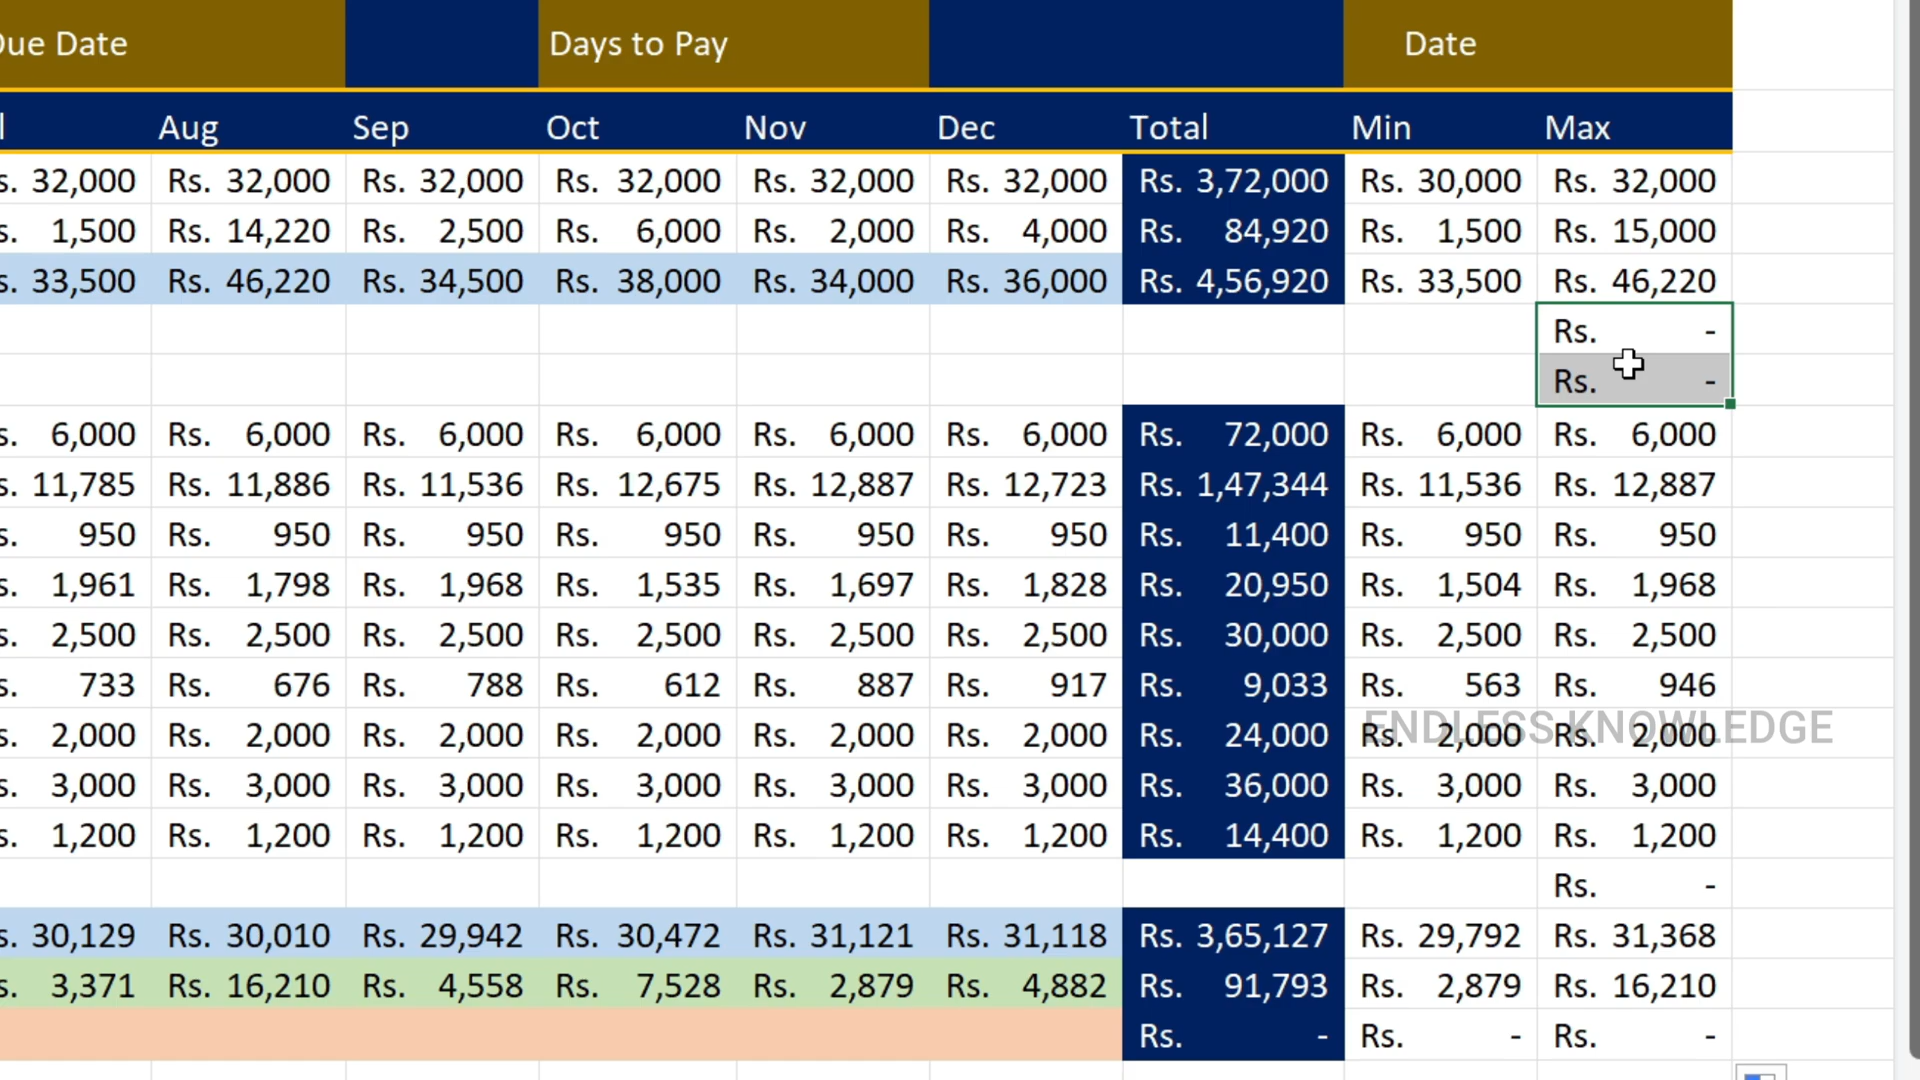 Due Date Days to Pay Date
Aug Sep Oct Nov Dec Total Min Max
s. 32,000 Rs. 32,000 Rs. 32,000 Rs. 32,000 Rs. 32,000 Rs. 32,000 Rs. 3,72,000 Rs. 30,000 Rs. 32,000
s. 1,500 Rs. 14,220 Rs. 2,500 Rs. 6,000 Rs. 2,000 Rs. 4,000 Rs. 84,920 Rs. 1,500 Rs. 15,000
s. 33,500 Rs. 46,220 Rs. 34,500 Rs. 38,000 Rs. 34,000 Rs. 36,000 Rs. 4,56,920 Rs. 33,500 Rs. 46,220
Rs. -
Rs. -
s. 6,000 Rs. 6,000 Rs. 6,000 Rs. 6,000 Rs. 6,000 Rs. 6,000 Rs. 72,000 Rs. 6,000 Rs. 6,000
s. 11,785 Rs. 11,886 Rs. 11,536 Rs. 12,675 Rs. 12,887 Rs. 12,723 Rs. 1,47,344 Rs. 11,536 Rs. 12,887
s. 950 Rs. 950 Rs. 950 Rs. 950 Rs. 950 Rs. 950 Rs. 11,400 Rs. 950 Rs. 950
s. 1,961 Rs. 1,798 Rs. 1,968 Rs. 1,535 Rs. 1,697 Rs. 1,828 Rs. 20,950 Rs. 1,504 Rs. 1,968
s. 2,500 Rs. 2,500 Rs. 2,500 Rs. 2,500 Rs. 2,500 Rs. 2,500 Rs. 30,000 Rs. 2,500 Rs. 2,500
s. 733 Rs. 676 Rs. 788 Rs. 612 Rs. 887 Rs. 917 Rs. 9,033 Rs. 563 Rs. 946
ENDLESS KNOWLEDGE
s. 2,000 Rs. 2,000 Rs. 2,000 Rs. 2,000 Rs. 2,000 Rs. 2,000 Rs. 24,000 Rs. 2,000 Rs. 2,000
s. 3,000 Rs. 3,000 Rs. 3,000 Rs. 3,000 Rs. 3,000 Rs. 3,000 Rs. 36,000 Rs. 3,000 Rs. 3,000
s. 1,200 Rs. 1,200 Rs. 1,200 Rs. 1,200 Rs. 1,200 Rs. 1,200 Rs. 14,400 Rs. 1,200 Rs. 1,200
Rs. -
s. 30,129 Rs. 30,010 Rs. 29,942 Rs. 30,472 Rs. 31,121 Rs. 31,118 Rs. 3,65,127 Rs. 29,792 Rs. 31,368
s. 3,371 Rs. 16,210 Rs. 4,558 Rs. 7,528 Rs. 2,879 Rs. 4,882 Rs. 91,793 Rs. 2,879 Rs. 16,210
Rs. - Rs. - Rs. -